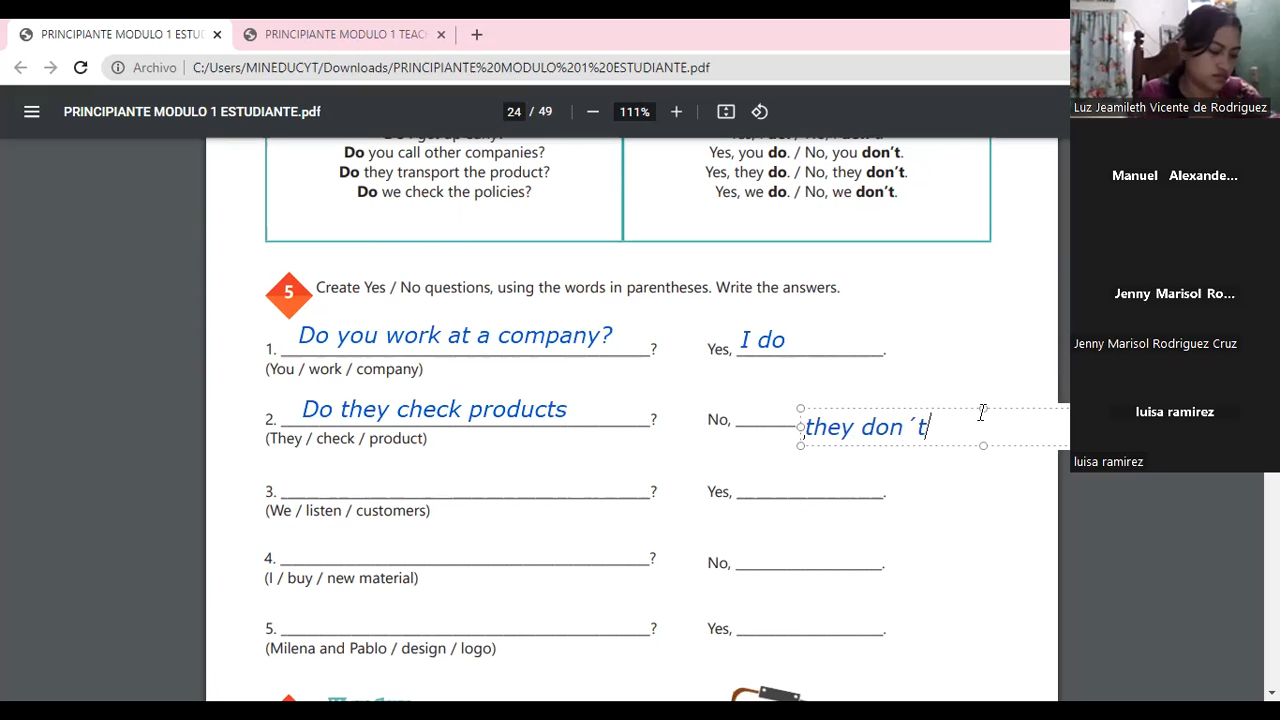 PRINCIPIANTE MODULO 1 ESTUD
PRINCIPIANTE MODULO 1 TEAC
Archivo
C:/Users/MINEDUCYT/Downloads/PRINCIPIANTE%20MODULO%201%20ESTUDIANTE.pdf
PRINCIPIANTE MODULO 1 ESTUDIANTE.pdf
24 / 49
111%
Do you call other companies?
Yes, you do. / No, you don't.
Do they transport the product?
Yes, they do. / No, they don't.
Do we check the policies?
Yes, we do. / No, we don't.
5 Create Yes / No questions, using the words in parentheses. Write the answers.
1. Do you work at a company? ? Yes, I do .
(You / work / company)
2. Do they check products ? No, they don´t
(They / check / product)
3. ? Yes, .
(We / listen / customers)
4. ? No, .
(I / buy / new material)
5. ? Yes, .
(Milena and Pablo / design / logo)
Luz Jeamileth Vicente de Rodriguez
Manuel Alexande...
Jenny Marisol Ro...
Jenny Marisol Rodriguez Cruz
luisa ramirez
luisa ramirez